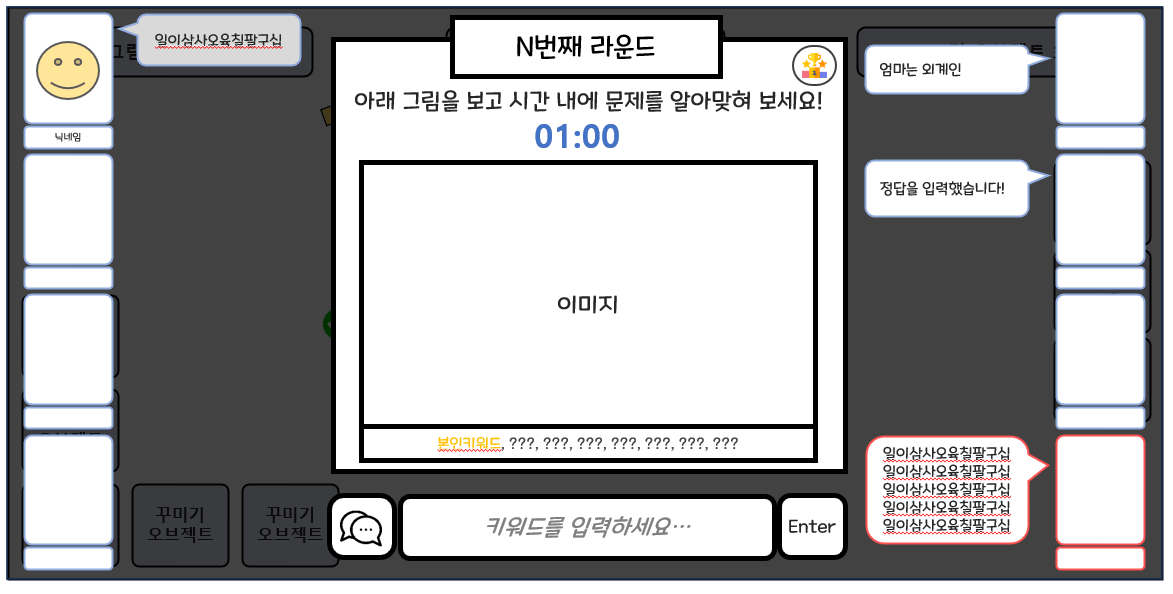 일이삼사오육칠팔구십
닉네임
N번째 라운드
아래 그림을 보고 시간 내에 문제를 알아맞혀 보세요!
01:00
이미지
본인키워드, ???, ???, ???, ???, ???, ???, ???
키워드를 입력하세요…
Enter
엄마는 외계인
정답을 입력했습니다!
일이삼사오육칠팔구십
일이삼사오육칠팔구십
일이삼사오육칠팔구십
일이삼사오육칠팔구십
일이삼사오육칠팔구십
꾸미기
오브젝트
꾸미기
오브젝트